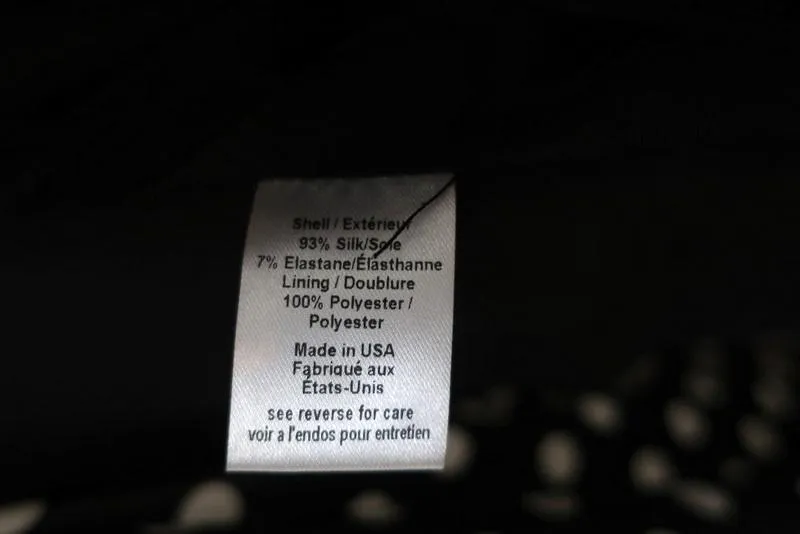 Shell / Extérieur
93% Silk/Soie
7% Elastane/Élasthanne
Lining / Doublure
100% Polyester /
Polyester
Made in USA
Fabriqué aux
États-Unis
see reverse for care
voir a l'endos pour entretien